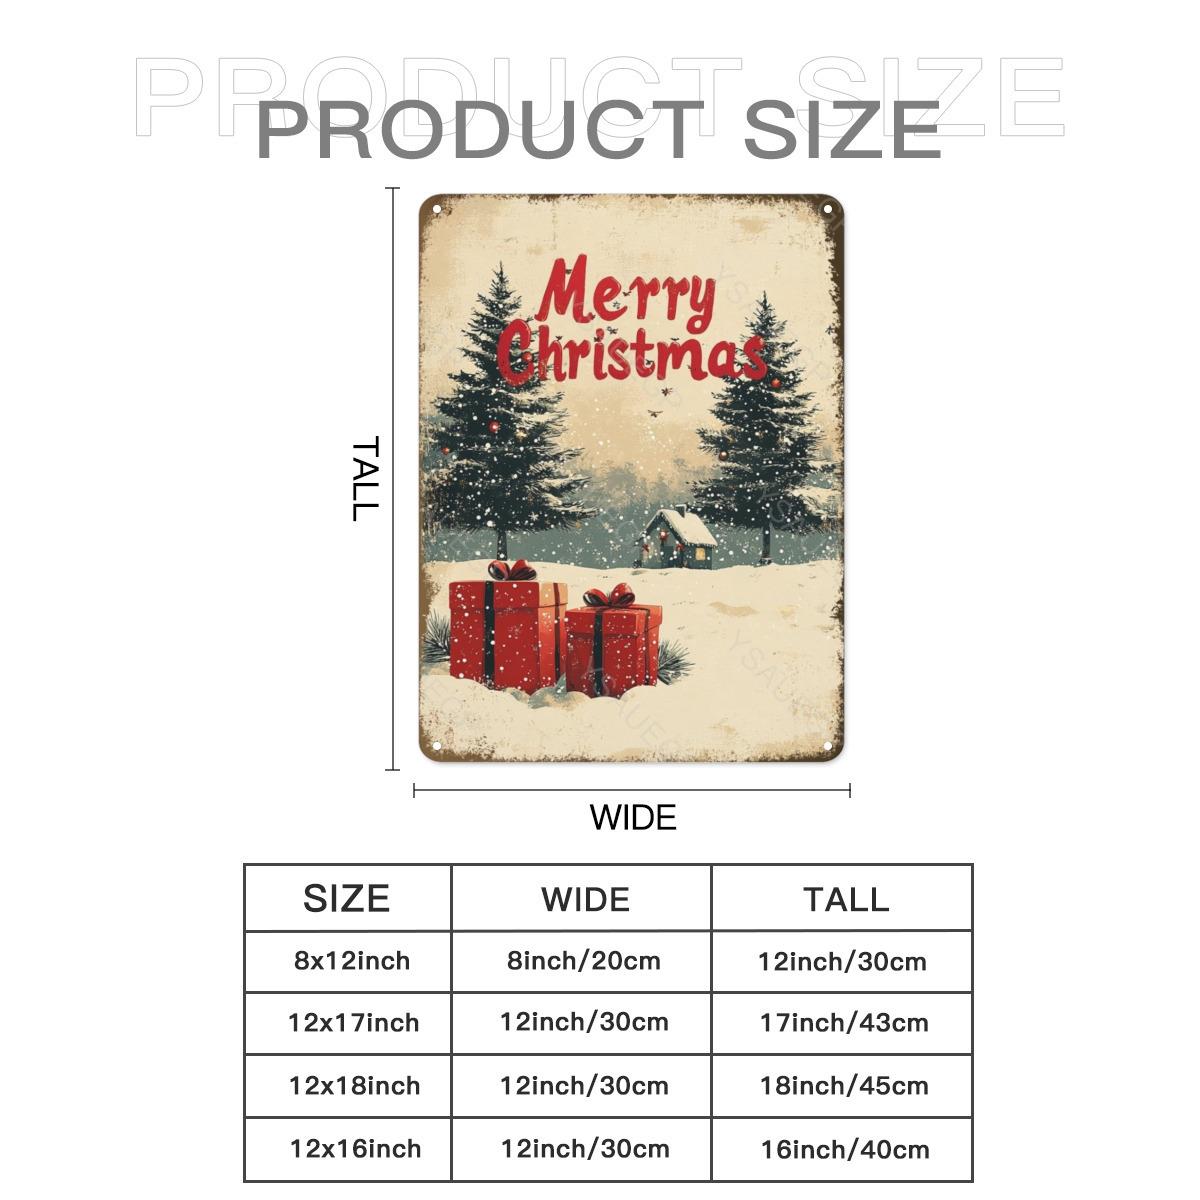 PRODUCT SIZE
PRODUCT SIZE
Merry
Christmas
TALL
WIDE
SIZE WIDE TALL
8x12inch 8inch/20cm 12inch/30cm
12x17inch 12inch/30cm 17inch/43cm
12x18inch 12inch/30cm 18inch/45cm
12x16inch 12inch/30cm 16inch/40cm